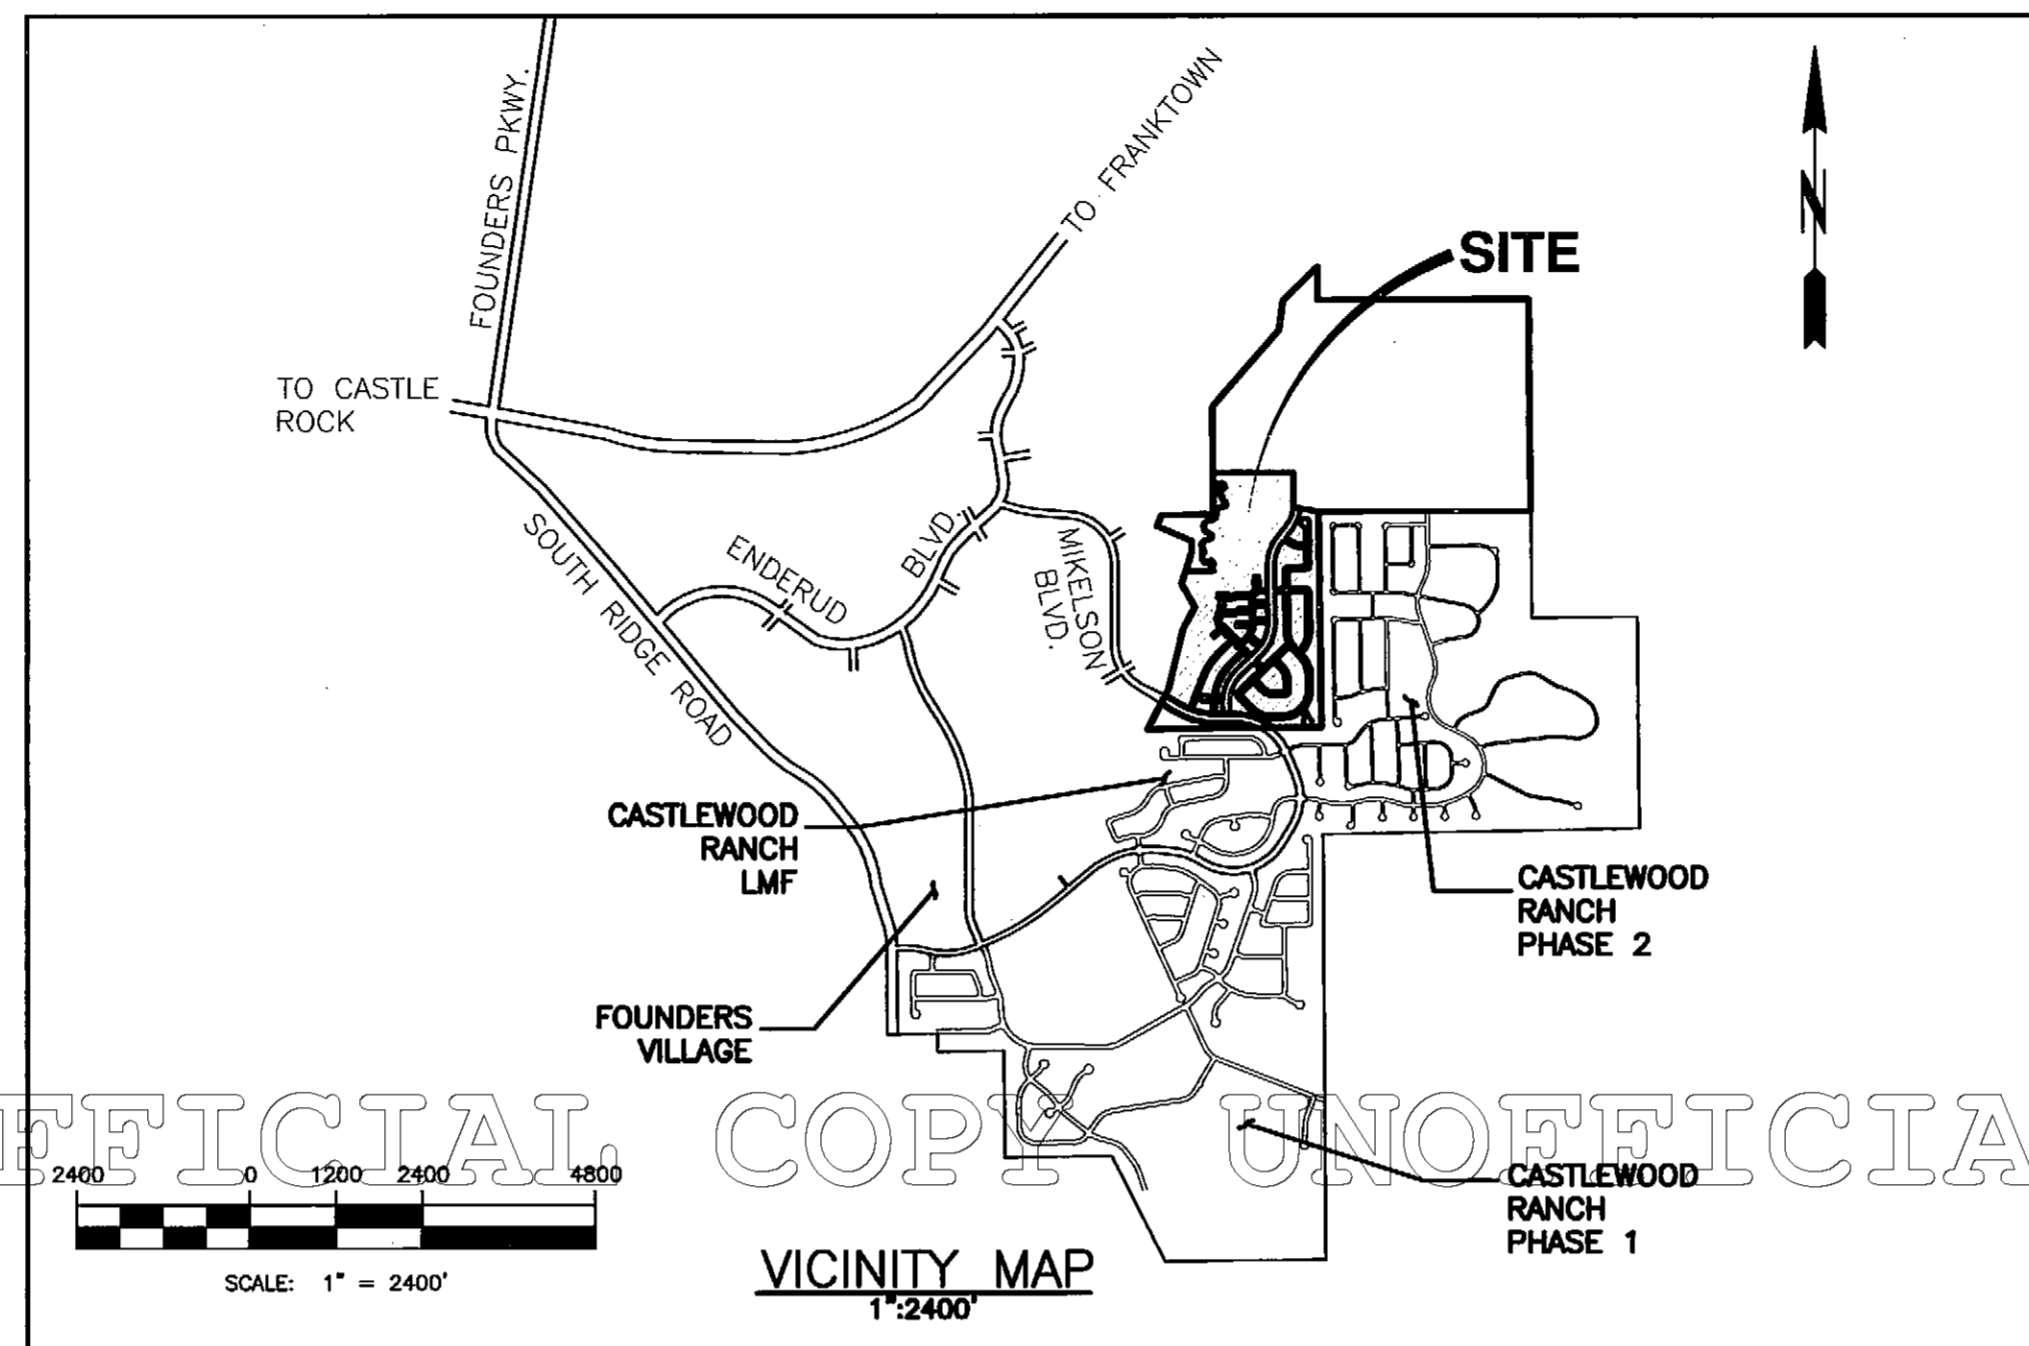 FOUNDERS PKWY.
TO FRANKTOWN
N
SITE
TO CASTLE
ROCK
SOUTH RIDGE ROAD
ENDERUD BLVD.
MIKELSON
BLVD.
CASTLEWOOD
RANCH
LMF
CASTLEWOOD
RANCH
PHASE 2
FOUNDERS
VILLAGE
FFICIAL COPY UNOFFICIA
2400 0 1200 2400 4800
SCALE: 1" = 2400'
CASTLEWOOD
RANCH
PHASE 1
VICINITY MAP
1":2400'